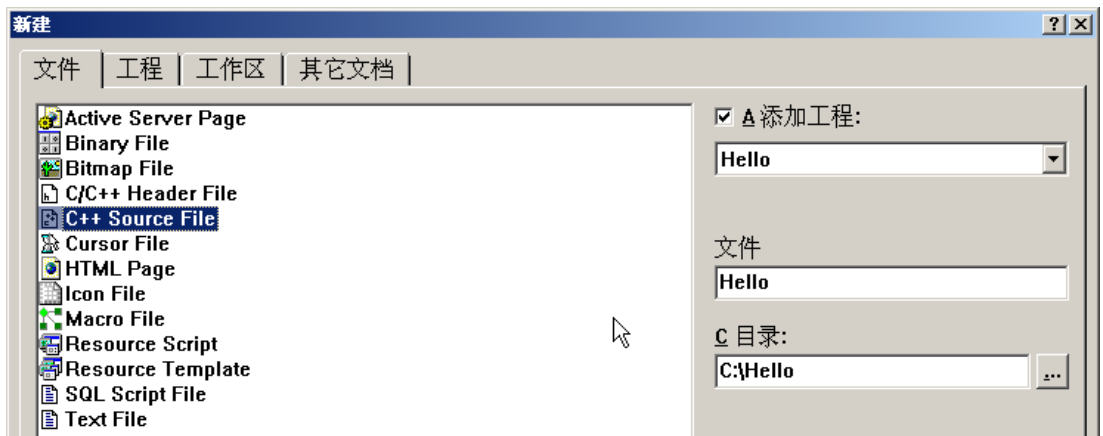 新建
文件 工程 工作区 其它文档
Active Server Page
Binary File
Bitmap File
C/C++ Header File
C++ Source File
Cursor File
HTML Page
Icon File
Macro File
Resource Script
Resource Template
SQL Script File
Text File
A 添加工程:
Hello
文件
Hello
C 目录:
C:\Hello
...